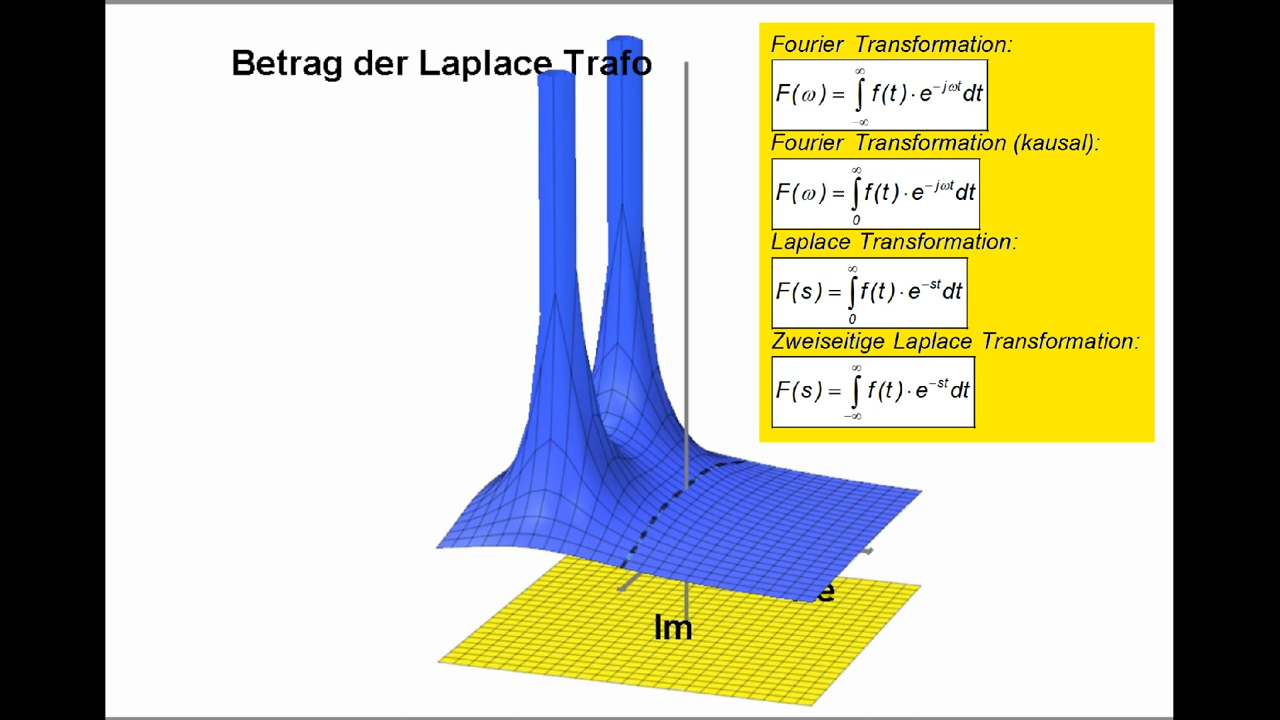 Betrag der Laplace Trafo
Fourier Transformation:
F(ω) = ∫_{-∞}^{∞} f(t)·e^{-jωt}dt
Fourier Transformation (kausal):
F(ω) = ∫_{0}^{∞} f(t)·e^{-jωt}dt
Laplace Transformation:
F(s) = ∫_{0}^{∞} f(t)·e^{-st}dt
Zweiseitige Laplace Transformation:
F(s) = ∫_{-∞}^{∞} f(t)·e^{-st}dt
e
Im